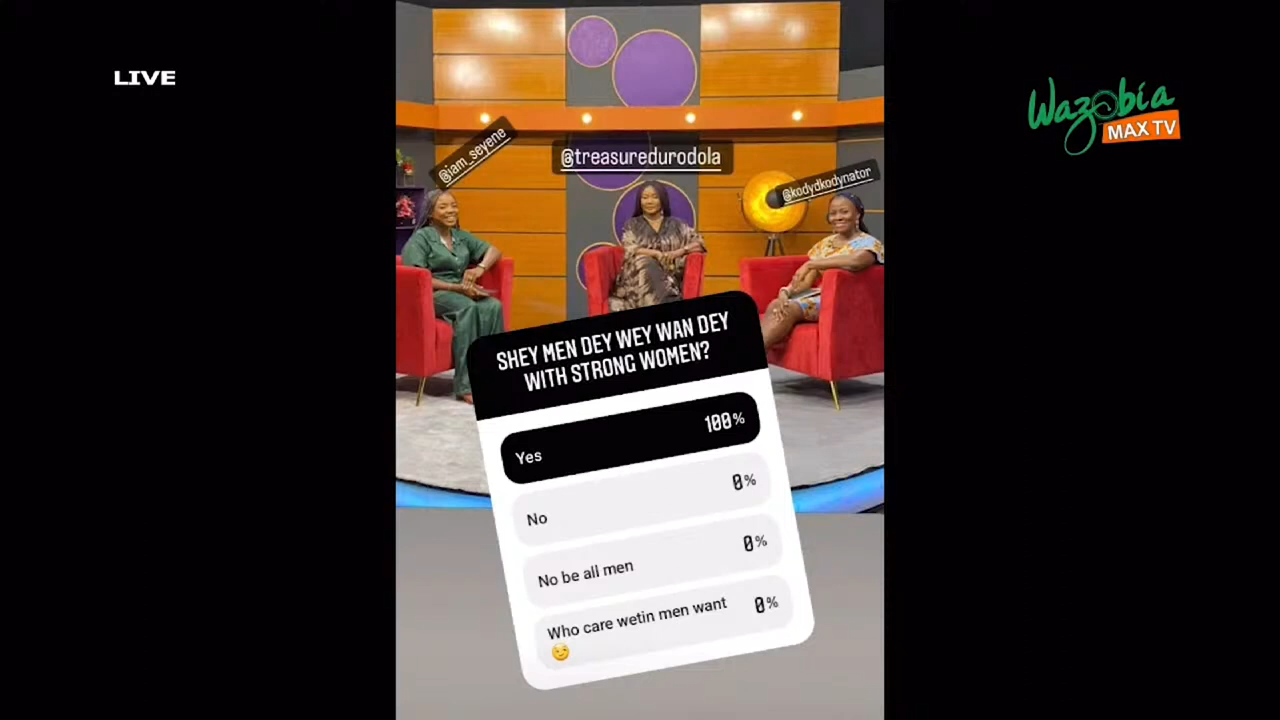 LIVE
Wazobia
MAX TV
@iam_seyene
@treasuredurodola
@kodydkodynator
SHEY MEN DEY WEY WAN DEY
WITH STRONG WOMEN?
Yes 100%
No 0%
No be all men 0%
Who care wetin men want 0%
😉